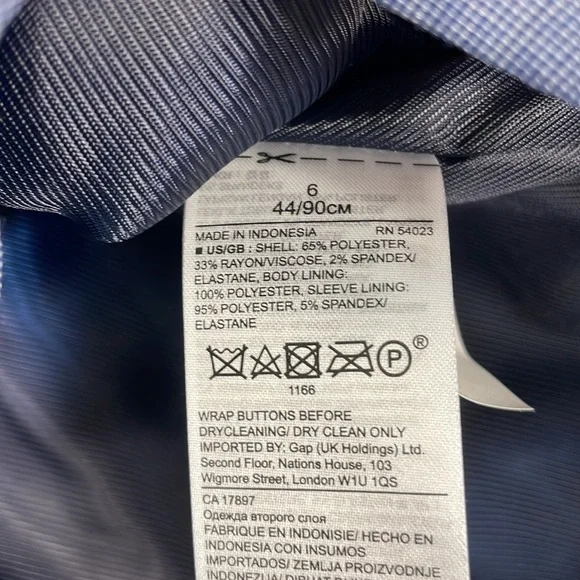 6
44/90CM
MADE IN INDONESIA RN 54023
■ US/GB : SHELL: 65% POLYESTER,
33% RAYON/VISCOSE, 2% SPANDEX/
ELASTANE, BODY LINING:
100% POLYESTER, SLEEVE LINING:
95% POLYESTER, 5% SPANDEX/
ELASTANE
P ®
1166
WRAP BUTTONS BEFORE
DRYCLEANING/ DRY CLEAN ONLY
IMPORTED BY: Gap (UK Holdings) Ltd.
Second Floor, Nations House, 103
Wigmore Street, London W1U 1QS
CA 17897
Одежда второго слоя
FABRIQUE EN INDONISIE/ HECHO EN
INDONESIA CON INSUMOS
IMPORTADOS/ ZEMLJA PROIZVODNJE